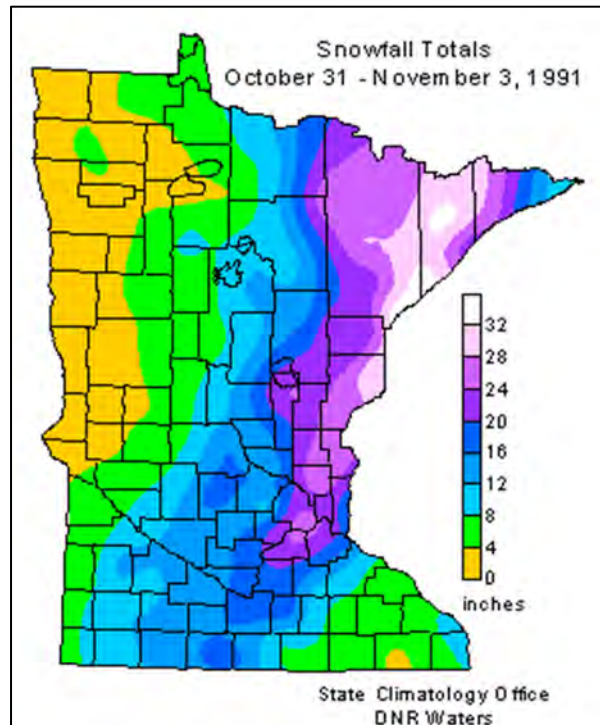 Snowfall Totals
October 31 - November 3, 1991
32
28
24
20
16
12
8
4
0
inches
State Climatology Office
DNR Waters